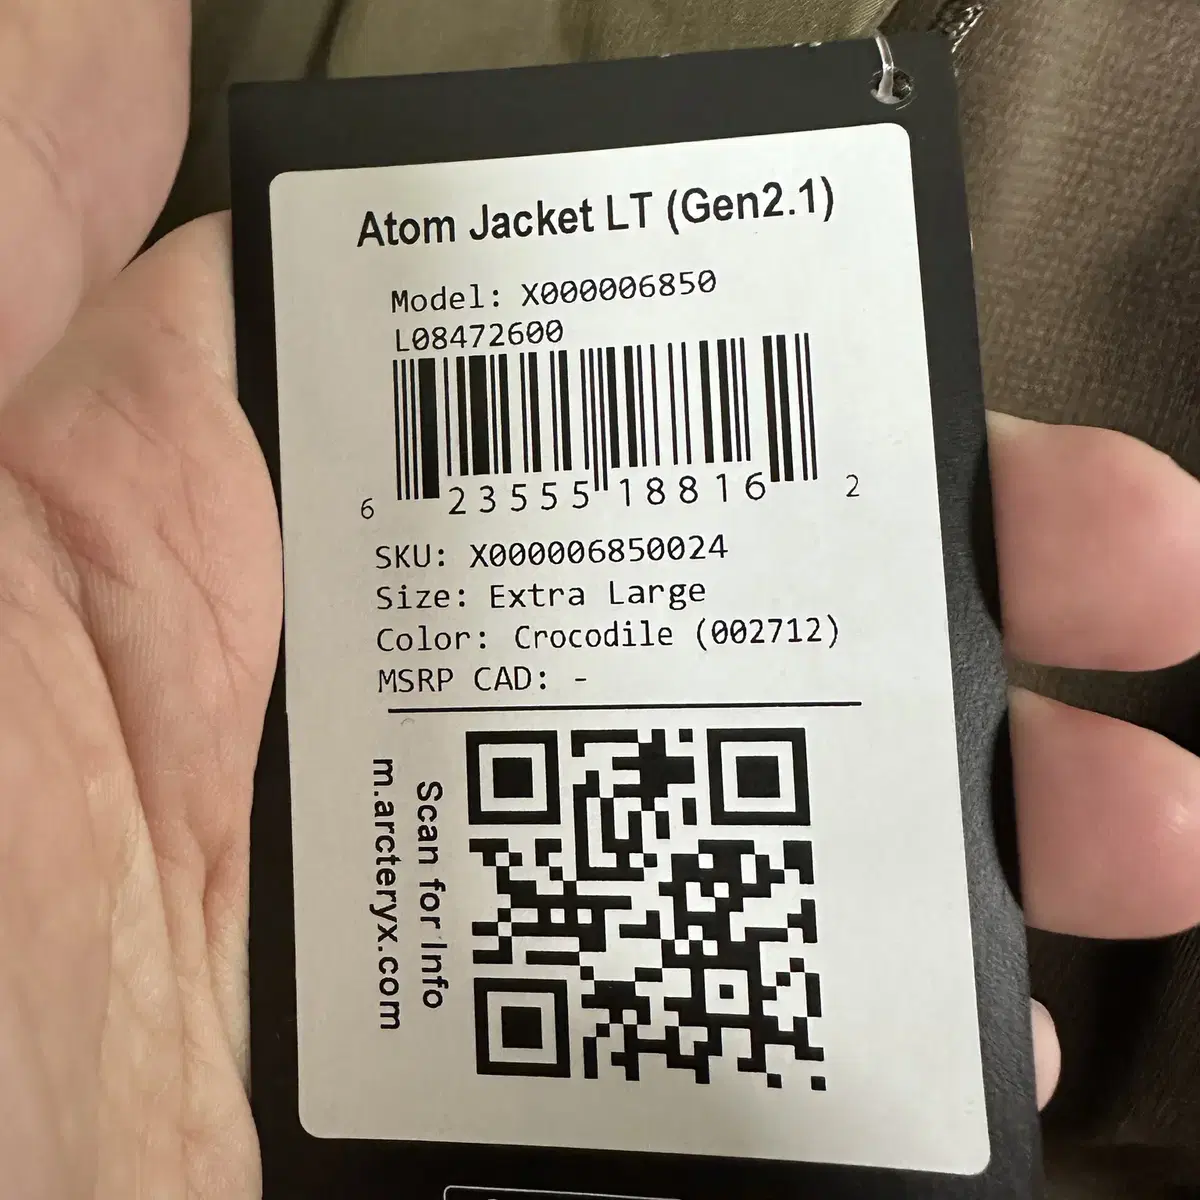 Atom Jacket LT (Gen2.1)
Model: X000006850
L08472600
6 23555 18816 2
SKU: X000006850024
Size: Extra Large
Color: Crocodile (002712)
MSRP CAD: -
Scan for Info
m.arcteryx.com